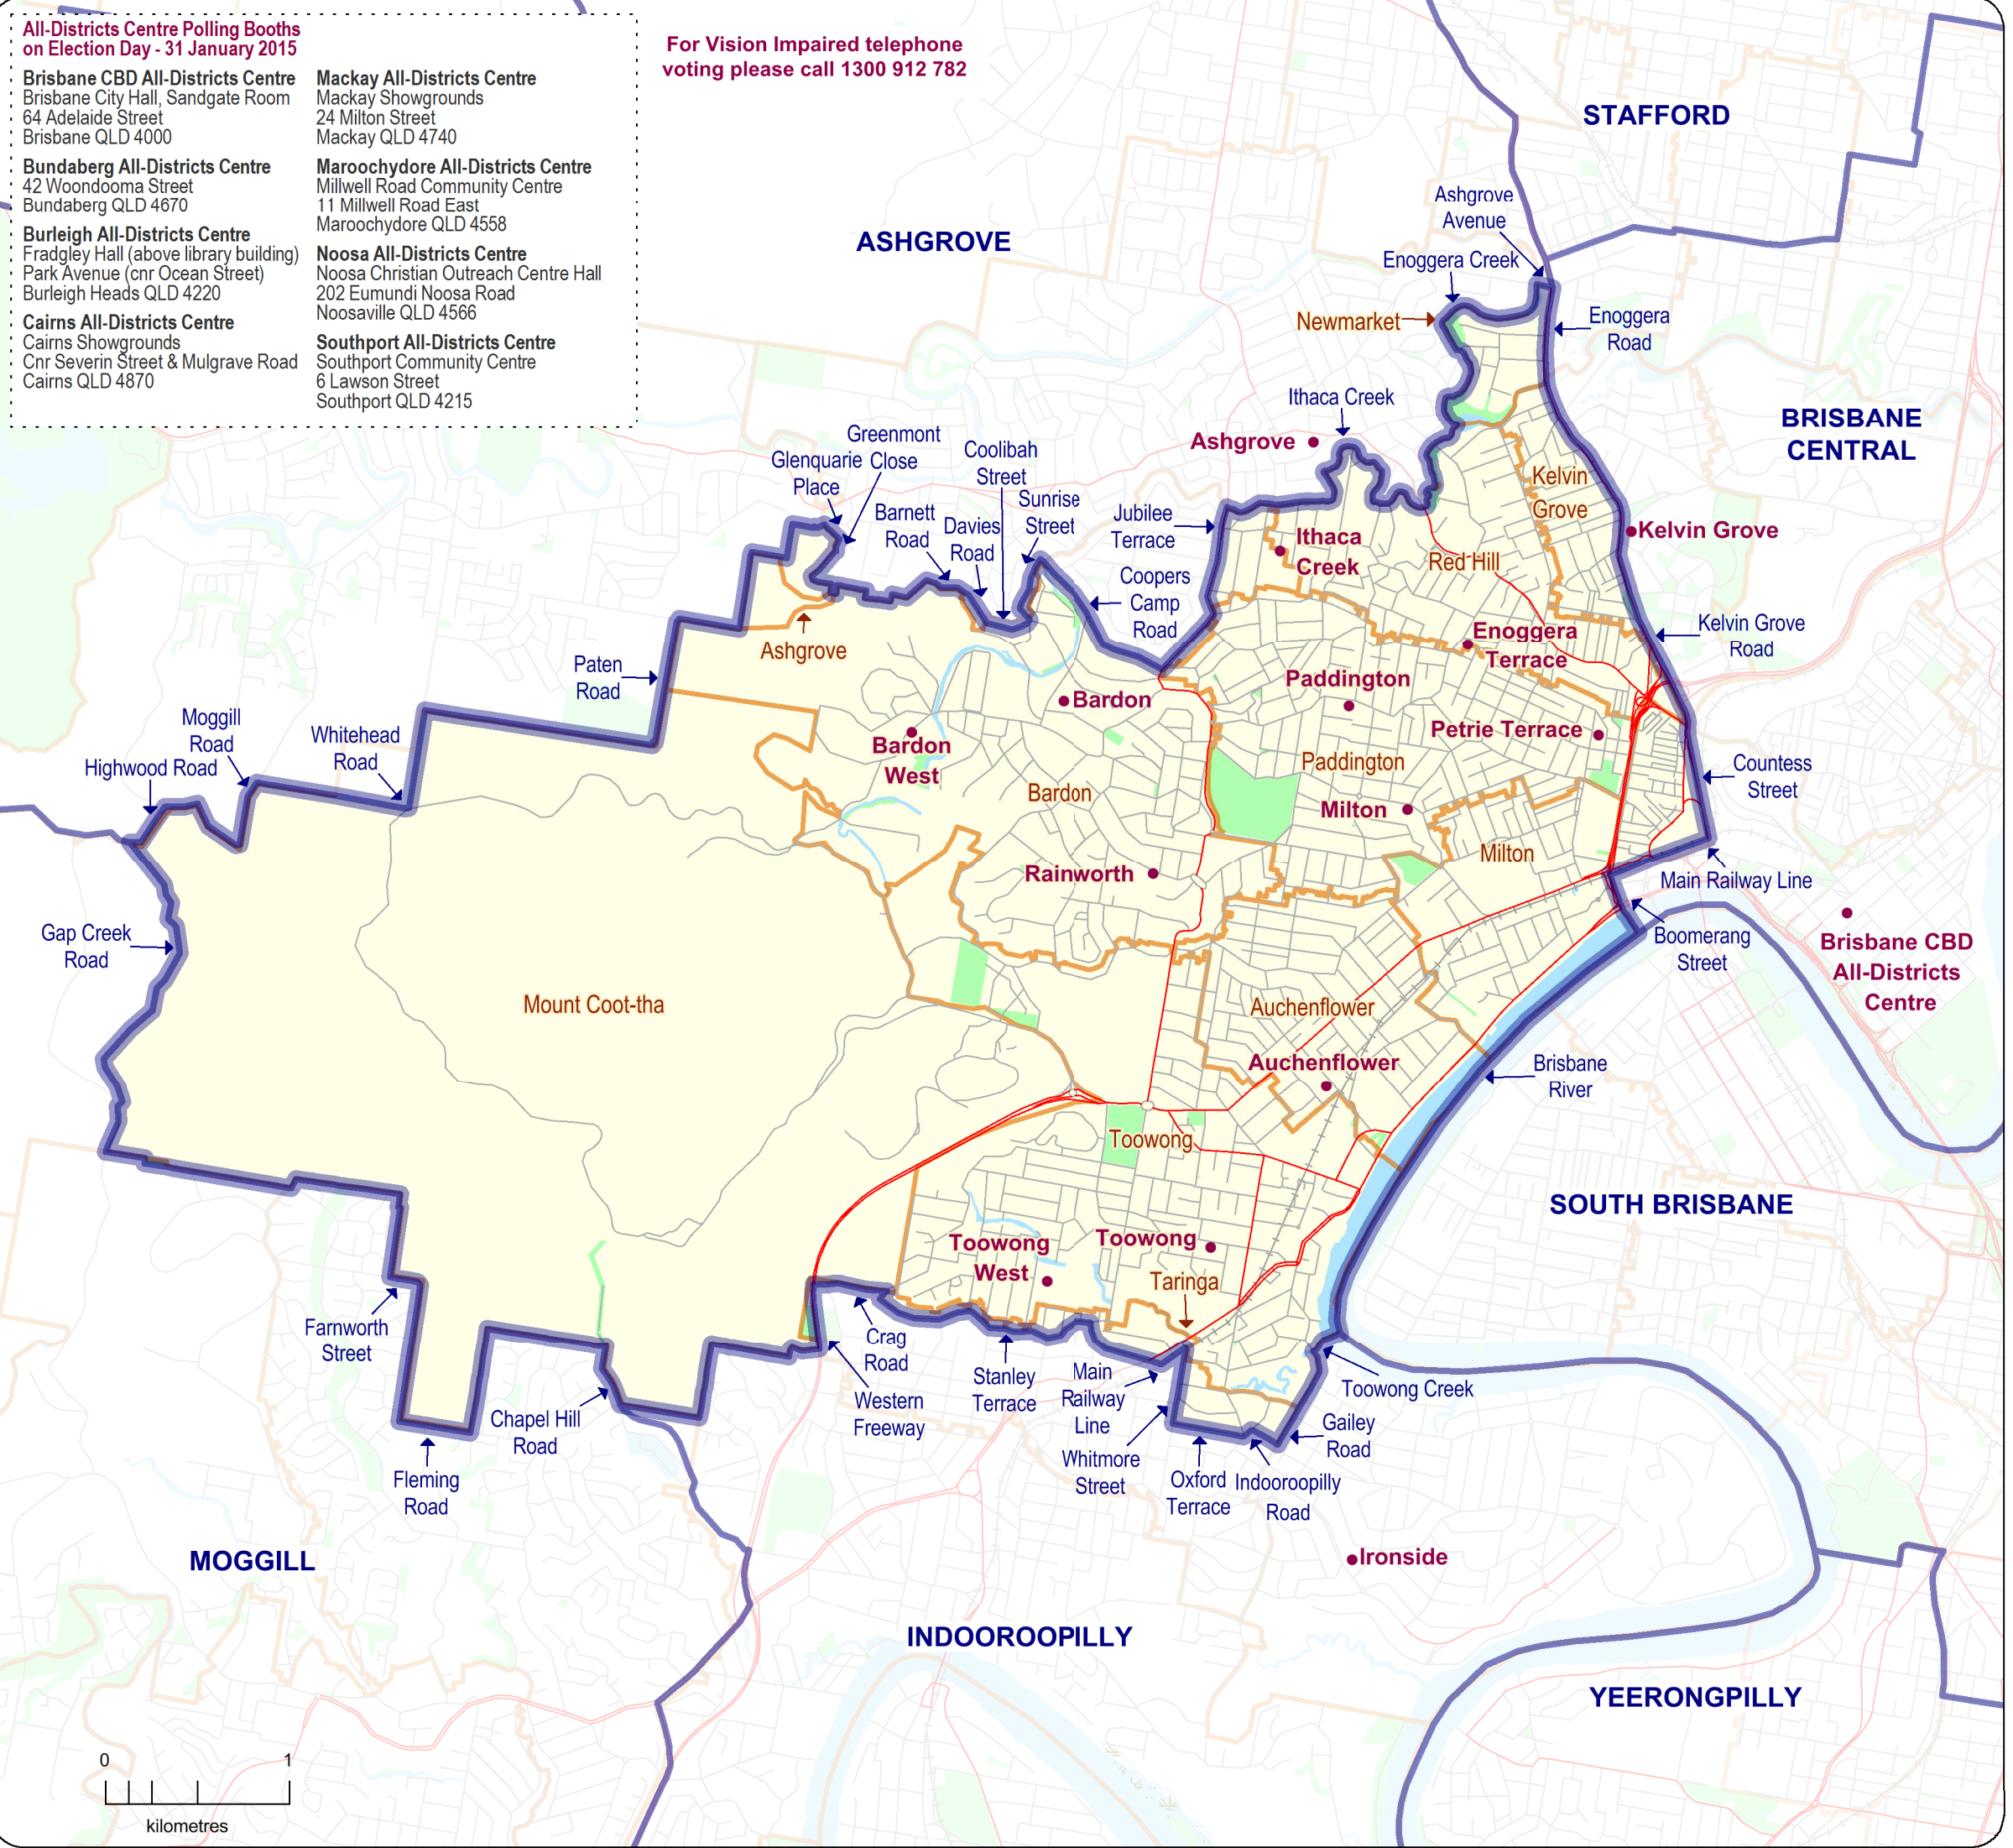 All-Districts Centre Polling Booths
on Election Day - 31 January 2015
Brisbane CBD All-Districts Centre
Brisbane City Hall, Sandgate Room
64 Adelaide Street
Brisbane QLD 4000
Bundaberg All-Districts Centre
42 Woondooma Street
Bundaberg QLD 4670
Burleigh All-Districts Centre
Fradgley Hall (above library building)
Park Avenue (cnr Ocean Street)
Burleigh Heads QLD 4220
Cairns All-Districts Centre
Cairns Showgrounds
Cnr Severin Street & Mulgrave Road
Cairns QLD 4870
Mackay All-Districts Centre
Mackay Showgrounds
24 Milton Street
Mackay QLD 4740
Maroochydore All-Districts Centre
Millwell Road Community Centre
11 Millwell Road East
Maroochydore QLD 4558
Noosa All-Districts Centre
Noosa Christian Outreach Centre Hall
202 Eumundi Noosa Road
Noosaville QLD 4566
Southport All-Districts Centre
Southport Community Centre
6 Lawson Street
Southport QLD 4215
For Vision Impaired telephone
voting please call 1300 912 782
STAFFORD
ASHGROVE
Ashgrove
Avenue
Enoggera Creek
Newmarket
Enoggera
Road
Ithaca Creek
BRISBANE
CENTRAL
Ashgrove
Greenmont
Close
Glenquarie
Place
Coolibah
Street
Sunrise
Street
Barnett
Road
Davies
Road
Jubilee
Terrace
Kelvin
Grove
Kelvin Grove
Ithaca
Creek
Red Hill
Coopers
Camp
Road
Kelvin Grove
Road
Enoggera
Terrace
Ashgrove
Paten
Road
Paddington
Bardon
Petrie Terrace
Moggill
Road
Whitehead
Road
Highwood Road
Bardon
West
Paddington
Bardon
Milton
Countess
Street
Milton
Rainworth
Main Railway Line
Gap Creek
Road
Boomerang
Street
Brisbane CBD
All-Districts
Centre
Mount Coot-tha
Auchenflower
Auchenflower
Brisbane
River
Toowong
SOUTH BRISBANE
Toowong
West
Toowong
Taringa
Farnworth
Street
Crag
Road
Stanley
Terrace
Main
Railway
Line
Toowong Creek
Western
Freeway
Chapel Hill
Road
Gailey
Road
Whitmore
Street
Fleming
Road
Oxford
Terrace
Indooroopilly
Road
Ironside
MOGGILL
INDOOROOPILLY
YEERONGPILLY
0 1
kilometres